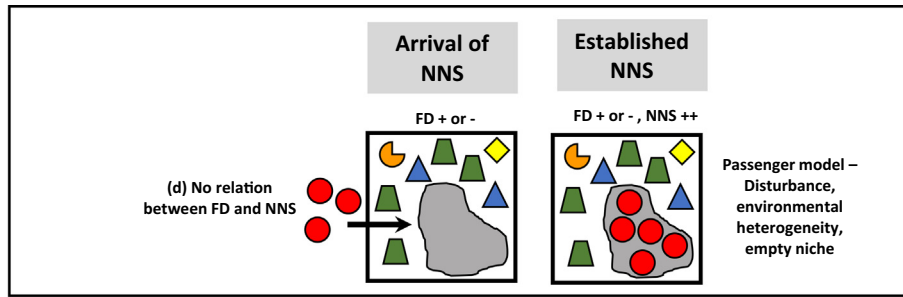 Arrival of
NNS
Established
NNS
FD + or -
FD + or - , NNS ++
(d) No relation
between FD and NNS
Passenger model –
Disturbance,
environmental
heterogeneity,
empty niche